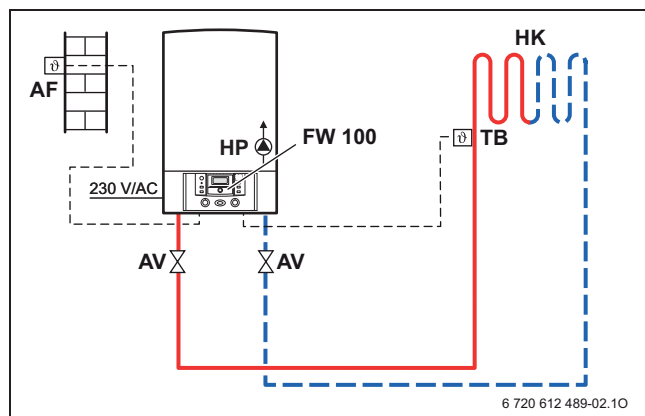 HK
ϑ
AF
FW 100
HP
ϑ
TB
230 V/AC
AV
AV
6 720 612 489-02.1O